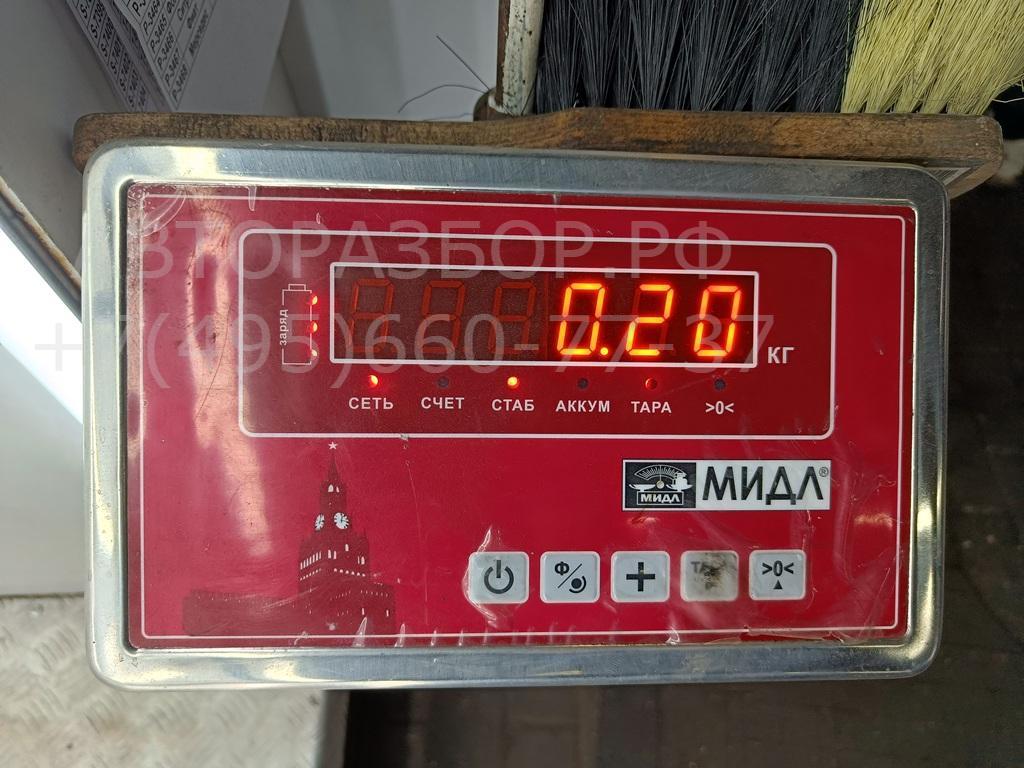 ВТОРАЗБОР.РФ
+7(495)660-77-37
заряд
0.20
КГ
СЕТЬ СЧЕТ СТАБ АККУМ ТАРА >0<
МИДЛ МИДЛ®
Ф >0<